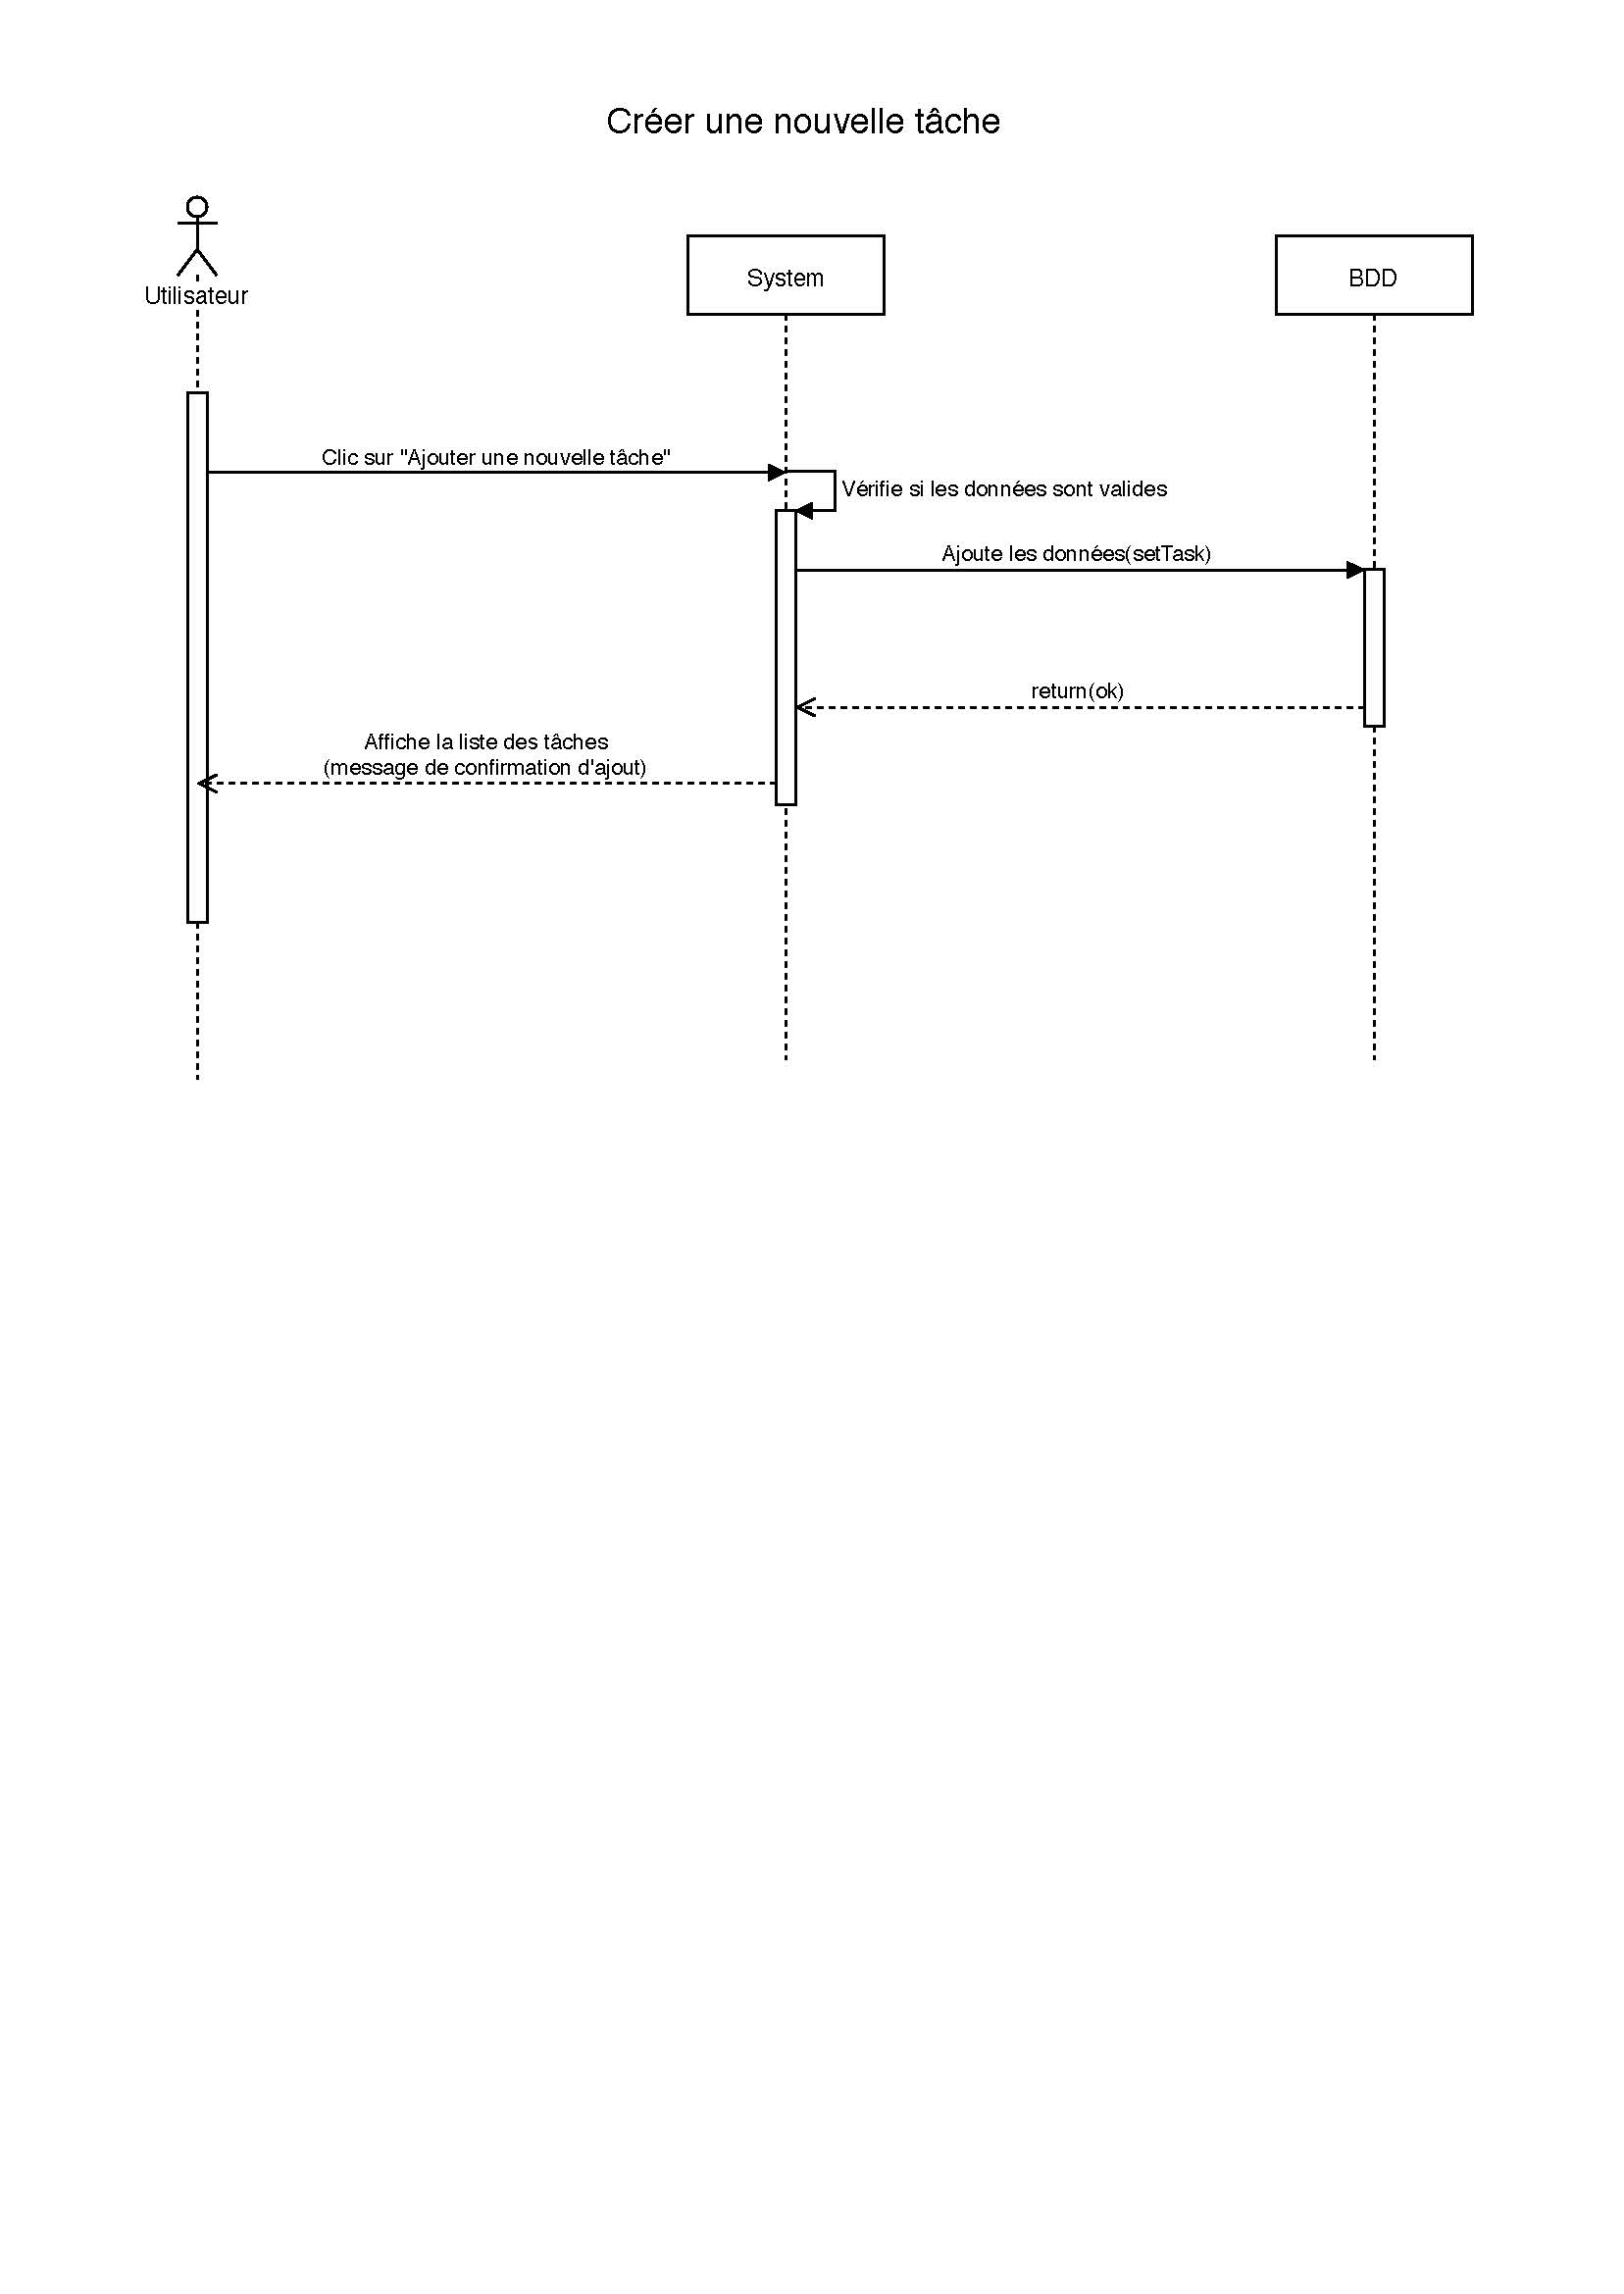 Créer une nouvelle tâche
Utilisateur
System
BDD
Clic sur "Ajouter une nouvelle tâche"
Vérifie si les données sont valides
Ajoute les données(setTask)
return(ok)
Affiche la liste des tâches
(message de confirmation d'ajout)